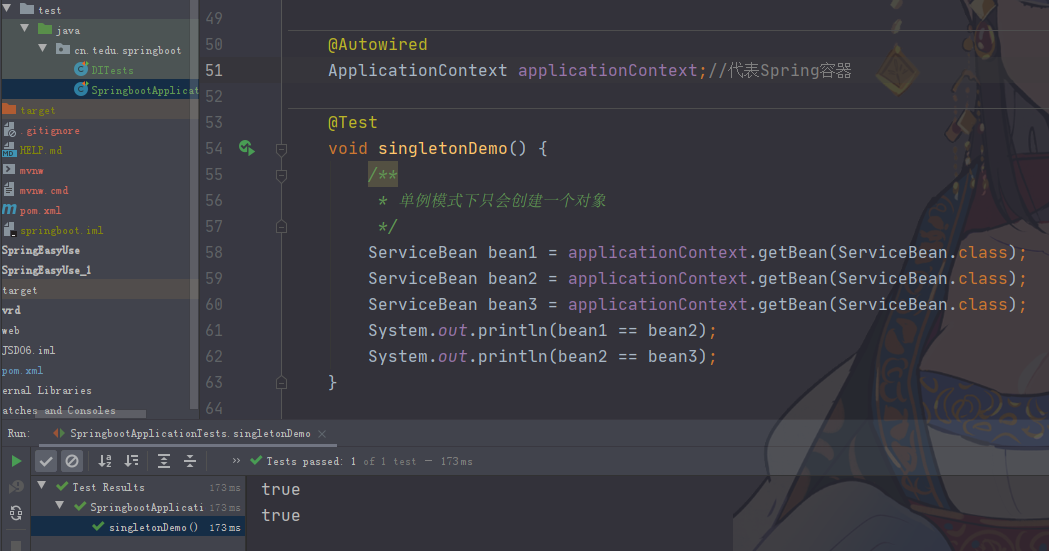 test
java
cn.tedu.springboot
DITests
SpringbootApplicat
target
.gitignore
HELP.md
mvnw
mvnw.cmd
pom.xml
springboot.iml
SpringEasyUse
SpringEasyUse_1
target
vrd
web
JSD06.iml
pom.xml
ernal Libraries
atches and Consoles
49
50 @Autowired
51 ApplicationContext applicationContext;//代表Spring容器
52
53 @Test
54 void singletonDemo() {
55 /**
56 * 单例模式下只会创建一个对象
57 */
58 ServiceBean bean1 = applicationContext.getBean(ServiceBean.class);
59 ServiceBean bean2 = applicationContext.getBean(ServiceBean.class);
60 ServiceBean bean3 = applicationContext.getBean(ServiceBean.class);
61 System.out.println(bean1 == bean2);
62 System.out.println(bean2 == bean3);
63 }
64
Run: SpringbootApplicationTests.singletonDemo ×
» Tests passed: 1 of 1 test – 173 ms
Test Results 173 ms
SpringbootApplicati 173 ms
singletonDemo() 173 ms
true
true